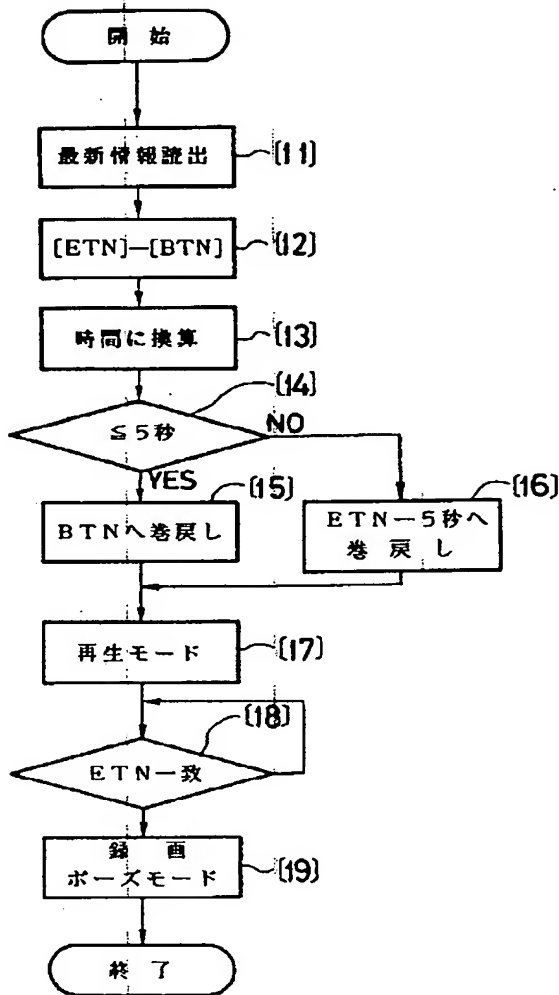 開始
最新情報読出
[11]
[ETN]-[BTN]
[12]
時間に換算
[13]
[14]
≦5秒
NO
YES
[15]
[16]
BTNへ巻戻し
ETN-5秒へ
巻戻し
再生モード
[17]
[18]
ETN一致
録画
ポーズモード
[19]
終了